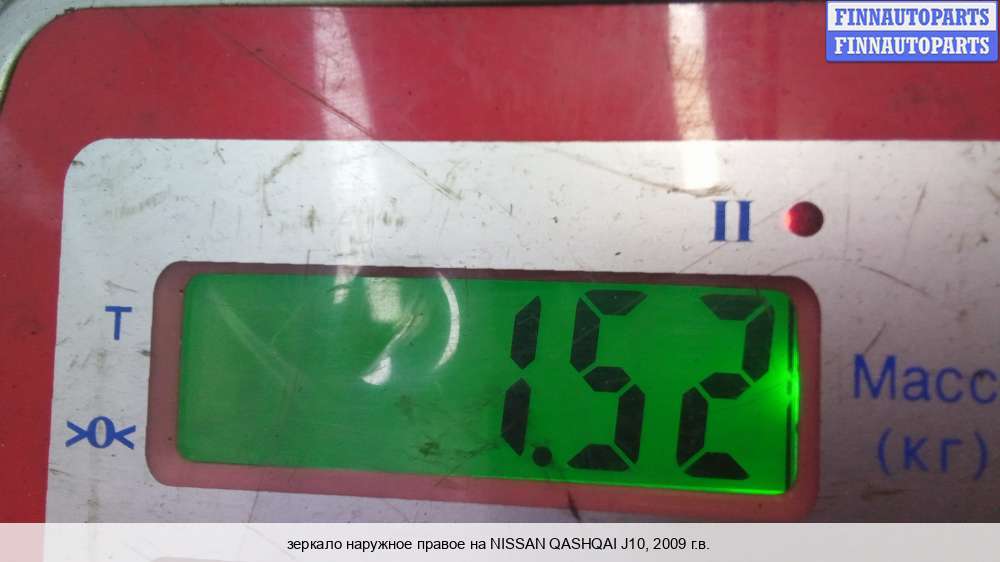 FINNAUTOPARTS
FINNAUTOPARTS
II
T
1.52
Масс
>0<
(кг)
зеркало наружное правое на NISSAN QASHQAI J10, 2009 г.в.